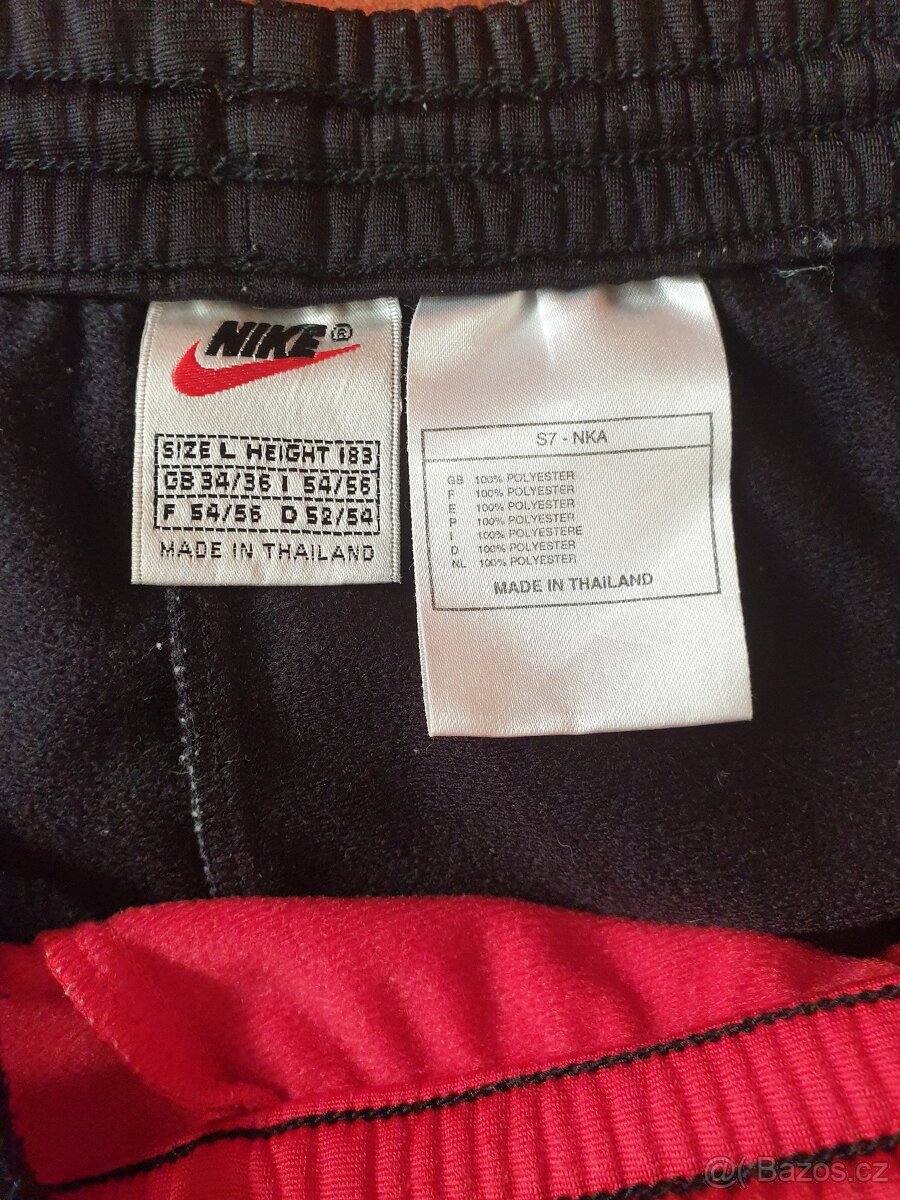 NIKE®
SIZE L HEIGHT 183
GB 34/36 I 54/56
F 54/56 D 52/54
MADE IN THAILAND
S7 - NKA
GB 100% POLYESTER
F 100% POLYESTER
E 100% POLYESTER
P 100% POLYESTER
I 100% POLIESTERE
D 100% POLYESTER
NL 100% POLYESTER
MADE IN THAILAND
@( Bazos.cz